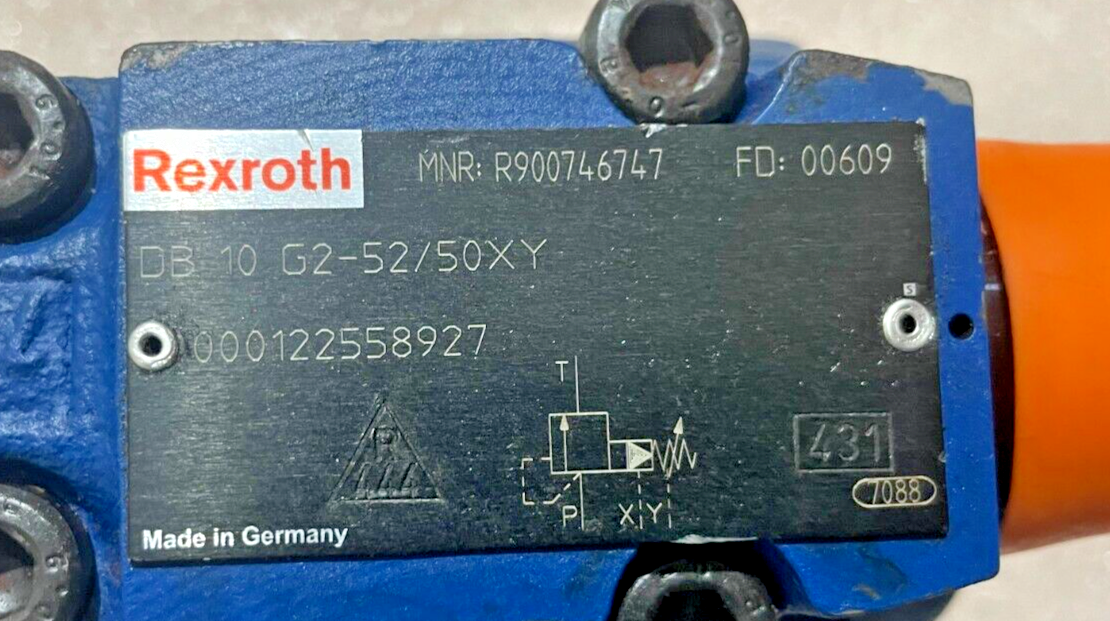 Rexroth MNR: R900746747 FD: 00609
DB 10 G2-52/50XY
000122558927
S
T
R
431
7088
P X Y
Made in Germany